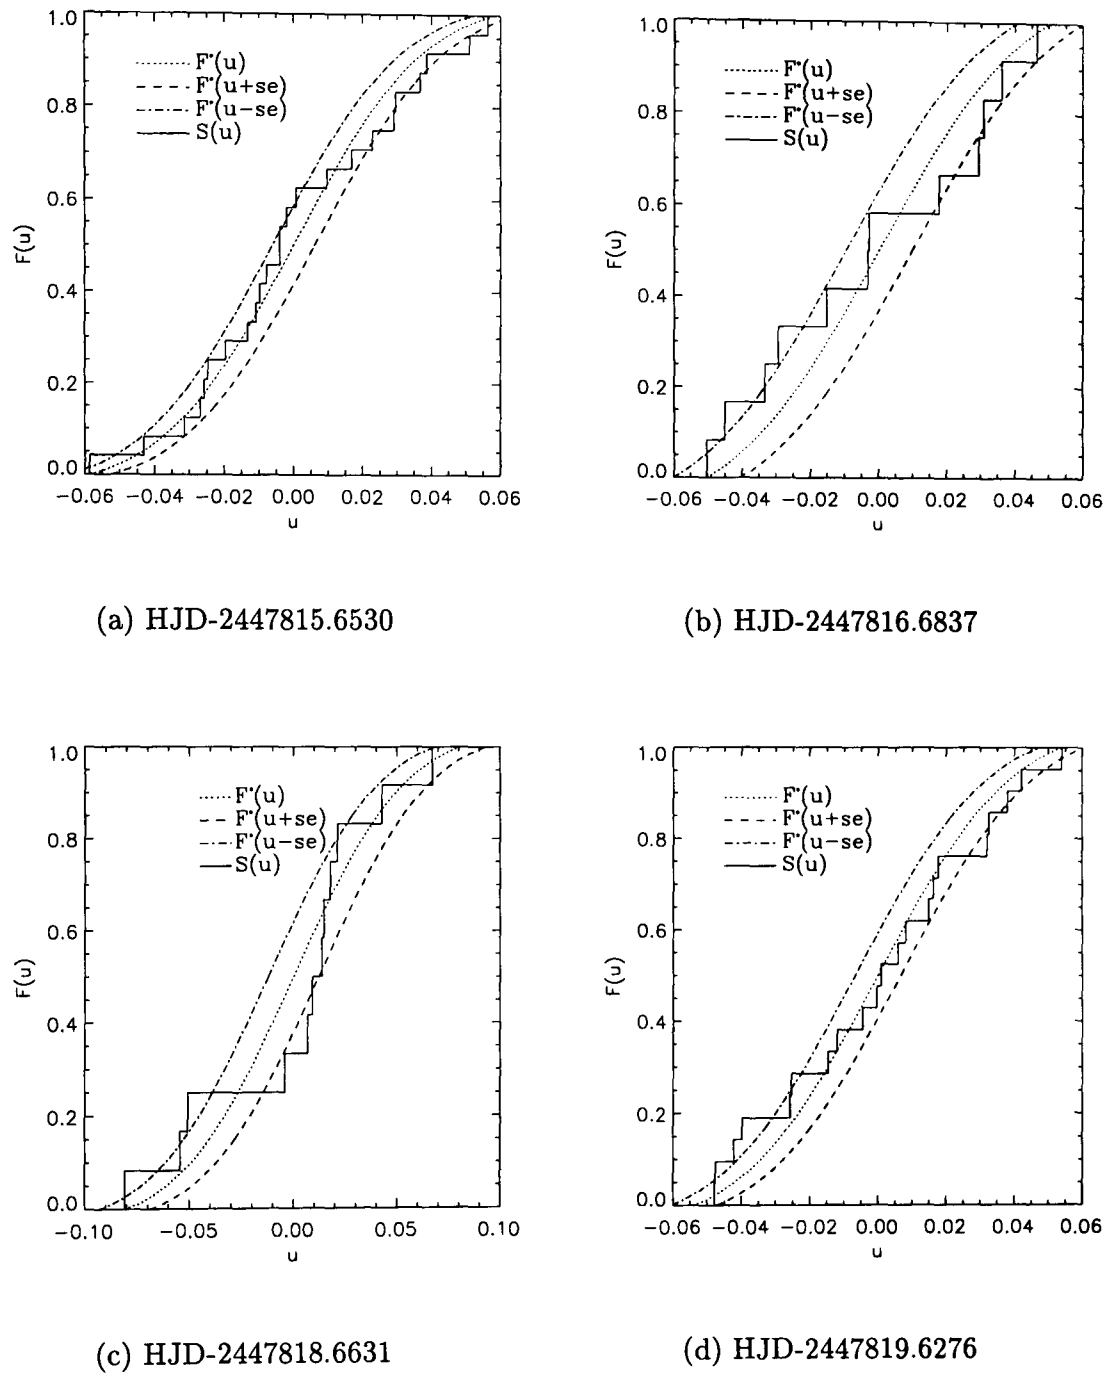 1.0
0.8
0.6
0.4
0.2
0.0
F(u)
F*(u)
F*(u+se)
F*(u−se)
S(u)
−0.06 −0.04 −0.02 0.00 0.02 0.04 0.06
u
(a) HJD-2447815.6530
1.0
0.8
0.6
0.4
0.2
0.0
F(u)
F*(u)
F*(u+se)
F*(u−se)
S(u)
−0.06 −0.04 −0.02 0.00 0.02 0.04 0.06
u
(b) HJD-2447816.6837
1.0
0.8
0.6
0.4
0.2
0.0
F(u)
F*(u)
F*(u+se)
F*(u−se)
S(u)
−0.10 −0.05 0.00 0.05 0.10
u
(c) HJD-2447818.6631
1.0
0.8
0.6
0.4
0.2
0.0
F(u)
F*(u)
F*(u+se)
F*(u−se)
S(u)
−0.06 −0.04 −0.02 0.00 0.02 0.04 0.06
u
(d) HJD-2447819.6276